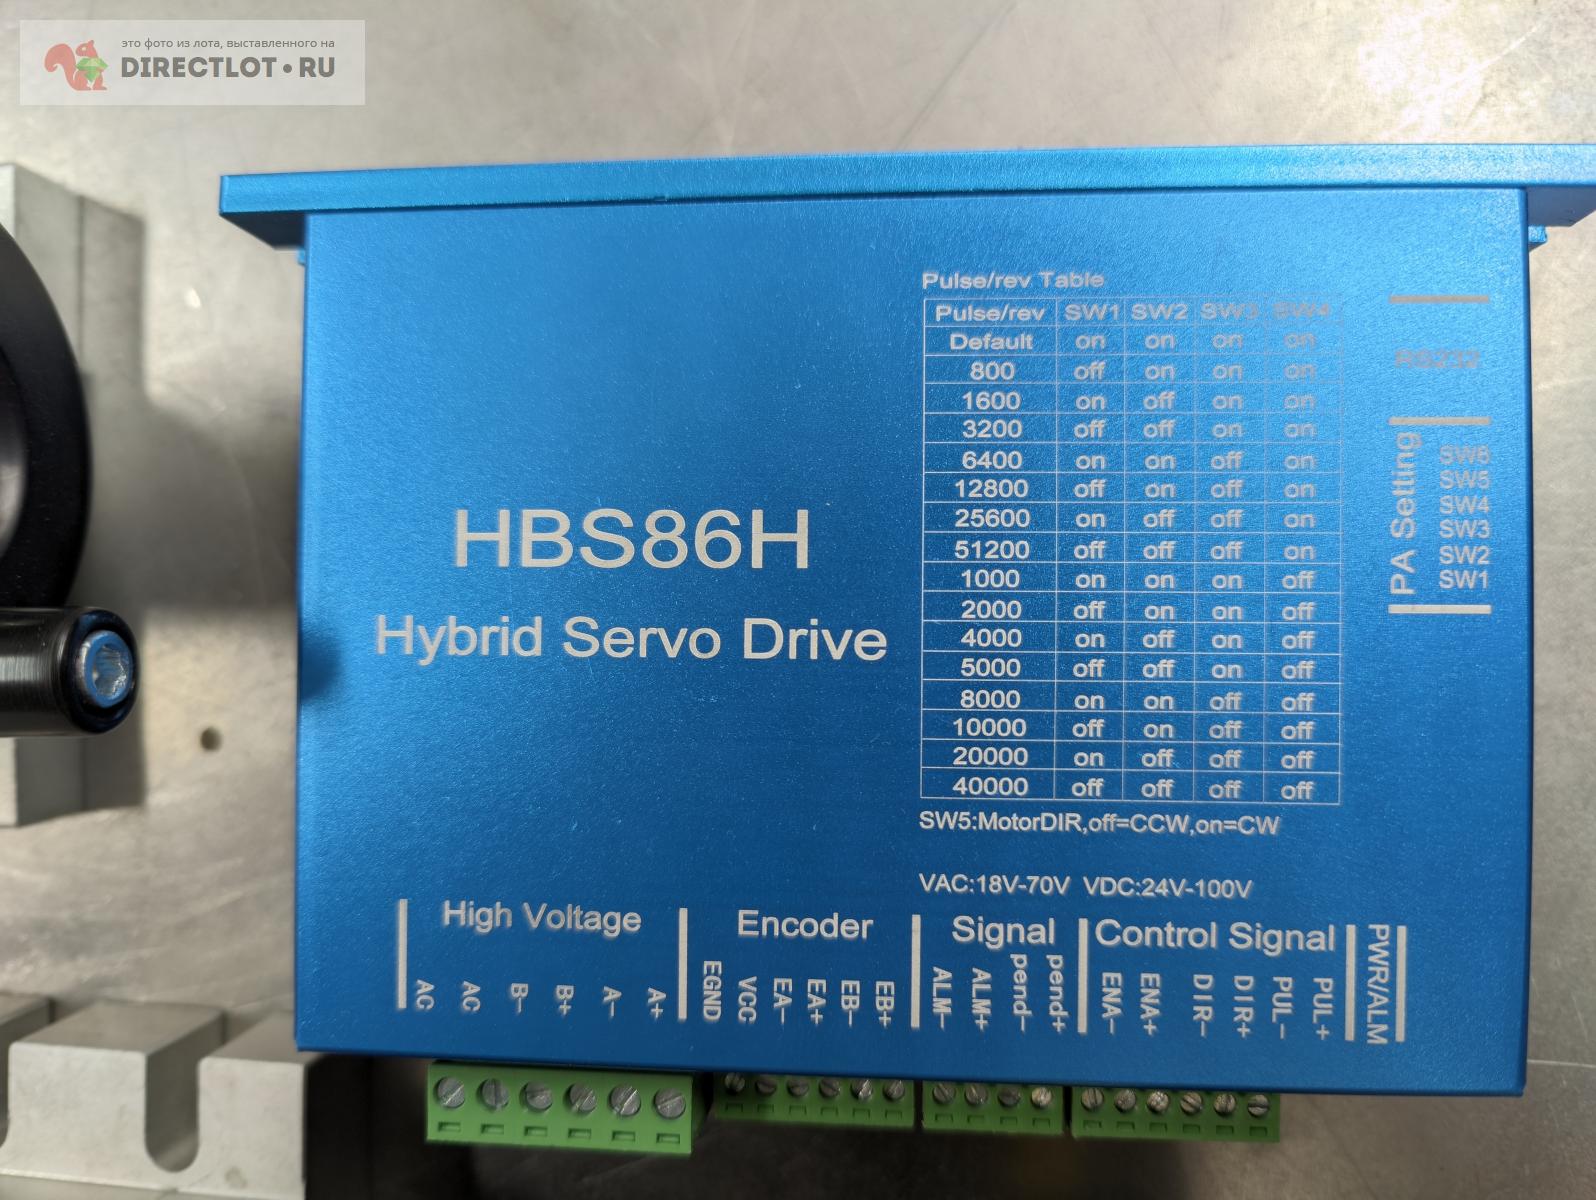 это фото из лота, выставленного на
DIRECTLOT•RU
Pulse/rev Table
Pulse/rev SW1 SW2 SW3 SW4
Default on on on on
800 off on on on
1600 on off on on
3200 off off on on
6400 on on off on
12800 off on off on
25600 on off off on
51200 off off off on
1000 on on on off
2000 off on on off
4000 on off on off
5000 off off on off
8000 on on off off
10000 off on off off
20000 on off off off
40000 off off off off
SW5:MotorDIR,off=CCW,on=CW
VAC:18V-70V VDC:24V-100V
RS232
PA Setting
SW6
SW5
SW4
SW3
SW2
SW1
HBS86H
Hybrid Servo Drive
High Voltage
AC
AC
B-
B+
A-
A+
Encoder
EGND
VCC
EA-
EA+
EB-
EB+
Signal
ALM-
ALM+
pend-
pend+
Control Signal
ENA-
ENA+
DIR-
DIR+
PUL-
PUL+
PWR/ALM